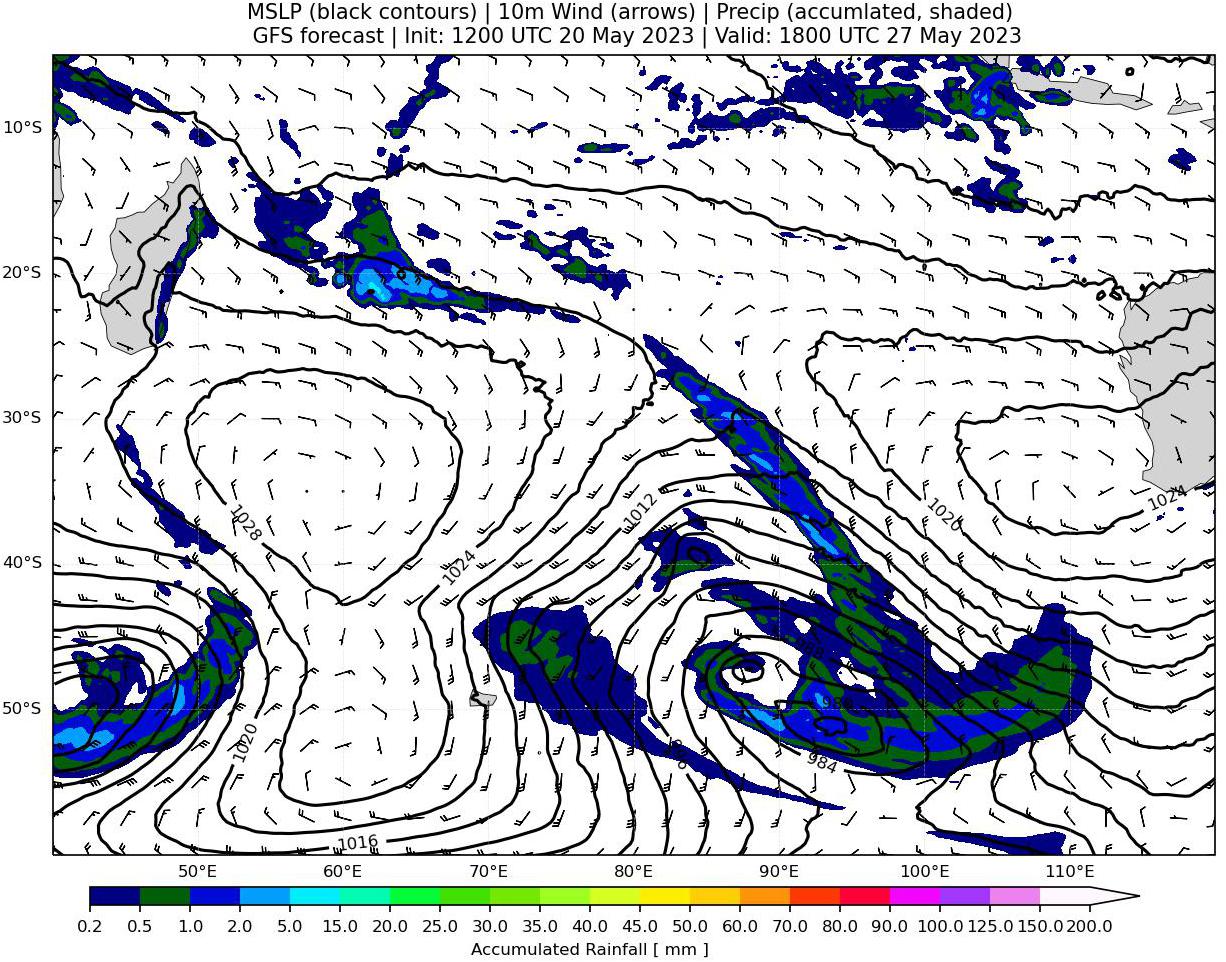 MSLP (black contours) | 10m Wind (arrows) | Precip (accumlated, shaded)
GFS forecast | Init: 1200 UTC 20 May 2023 | Valid: 1800 UTC 27 May 2023
10°S
20°S
30°S
40°S
50°S
1028
1012
1020
1024
1024
1020
984
1016
50°E 60°E 70°E 80°E 90°E 100°E 110°E
0.2 0.5 1.0 2.0 5.0 15.0 20.0 25.0 30.0 35.0 40.0 45.0 50.0 60.0 70.0 80.0 90.0 100.0 125.0 150.0 200.0
Accumulated Rainfall [ mm ]